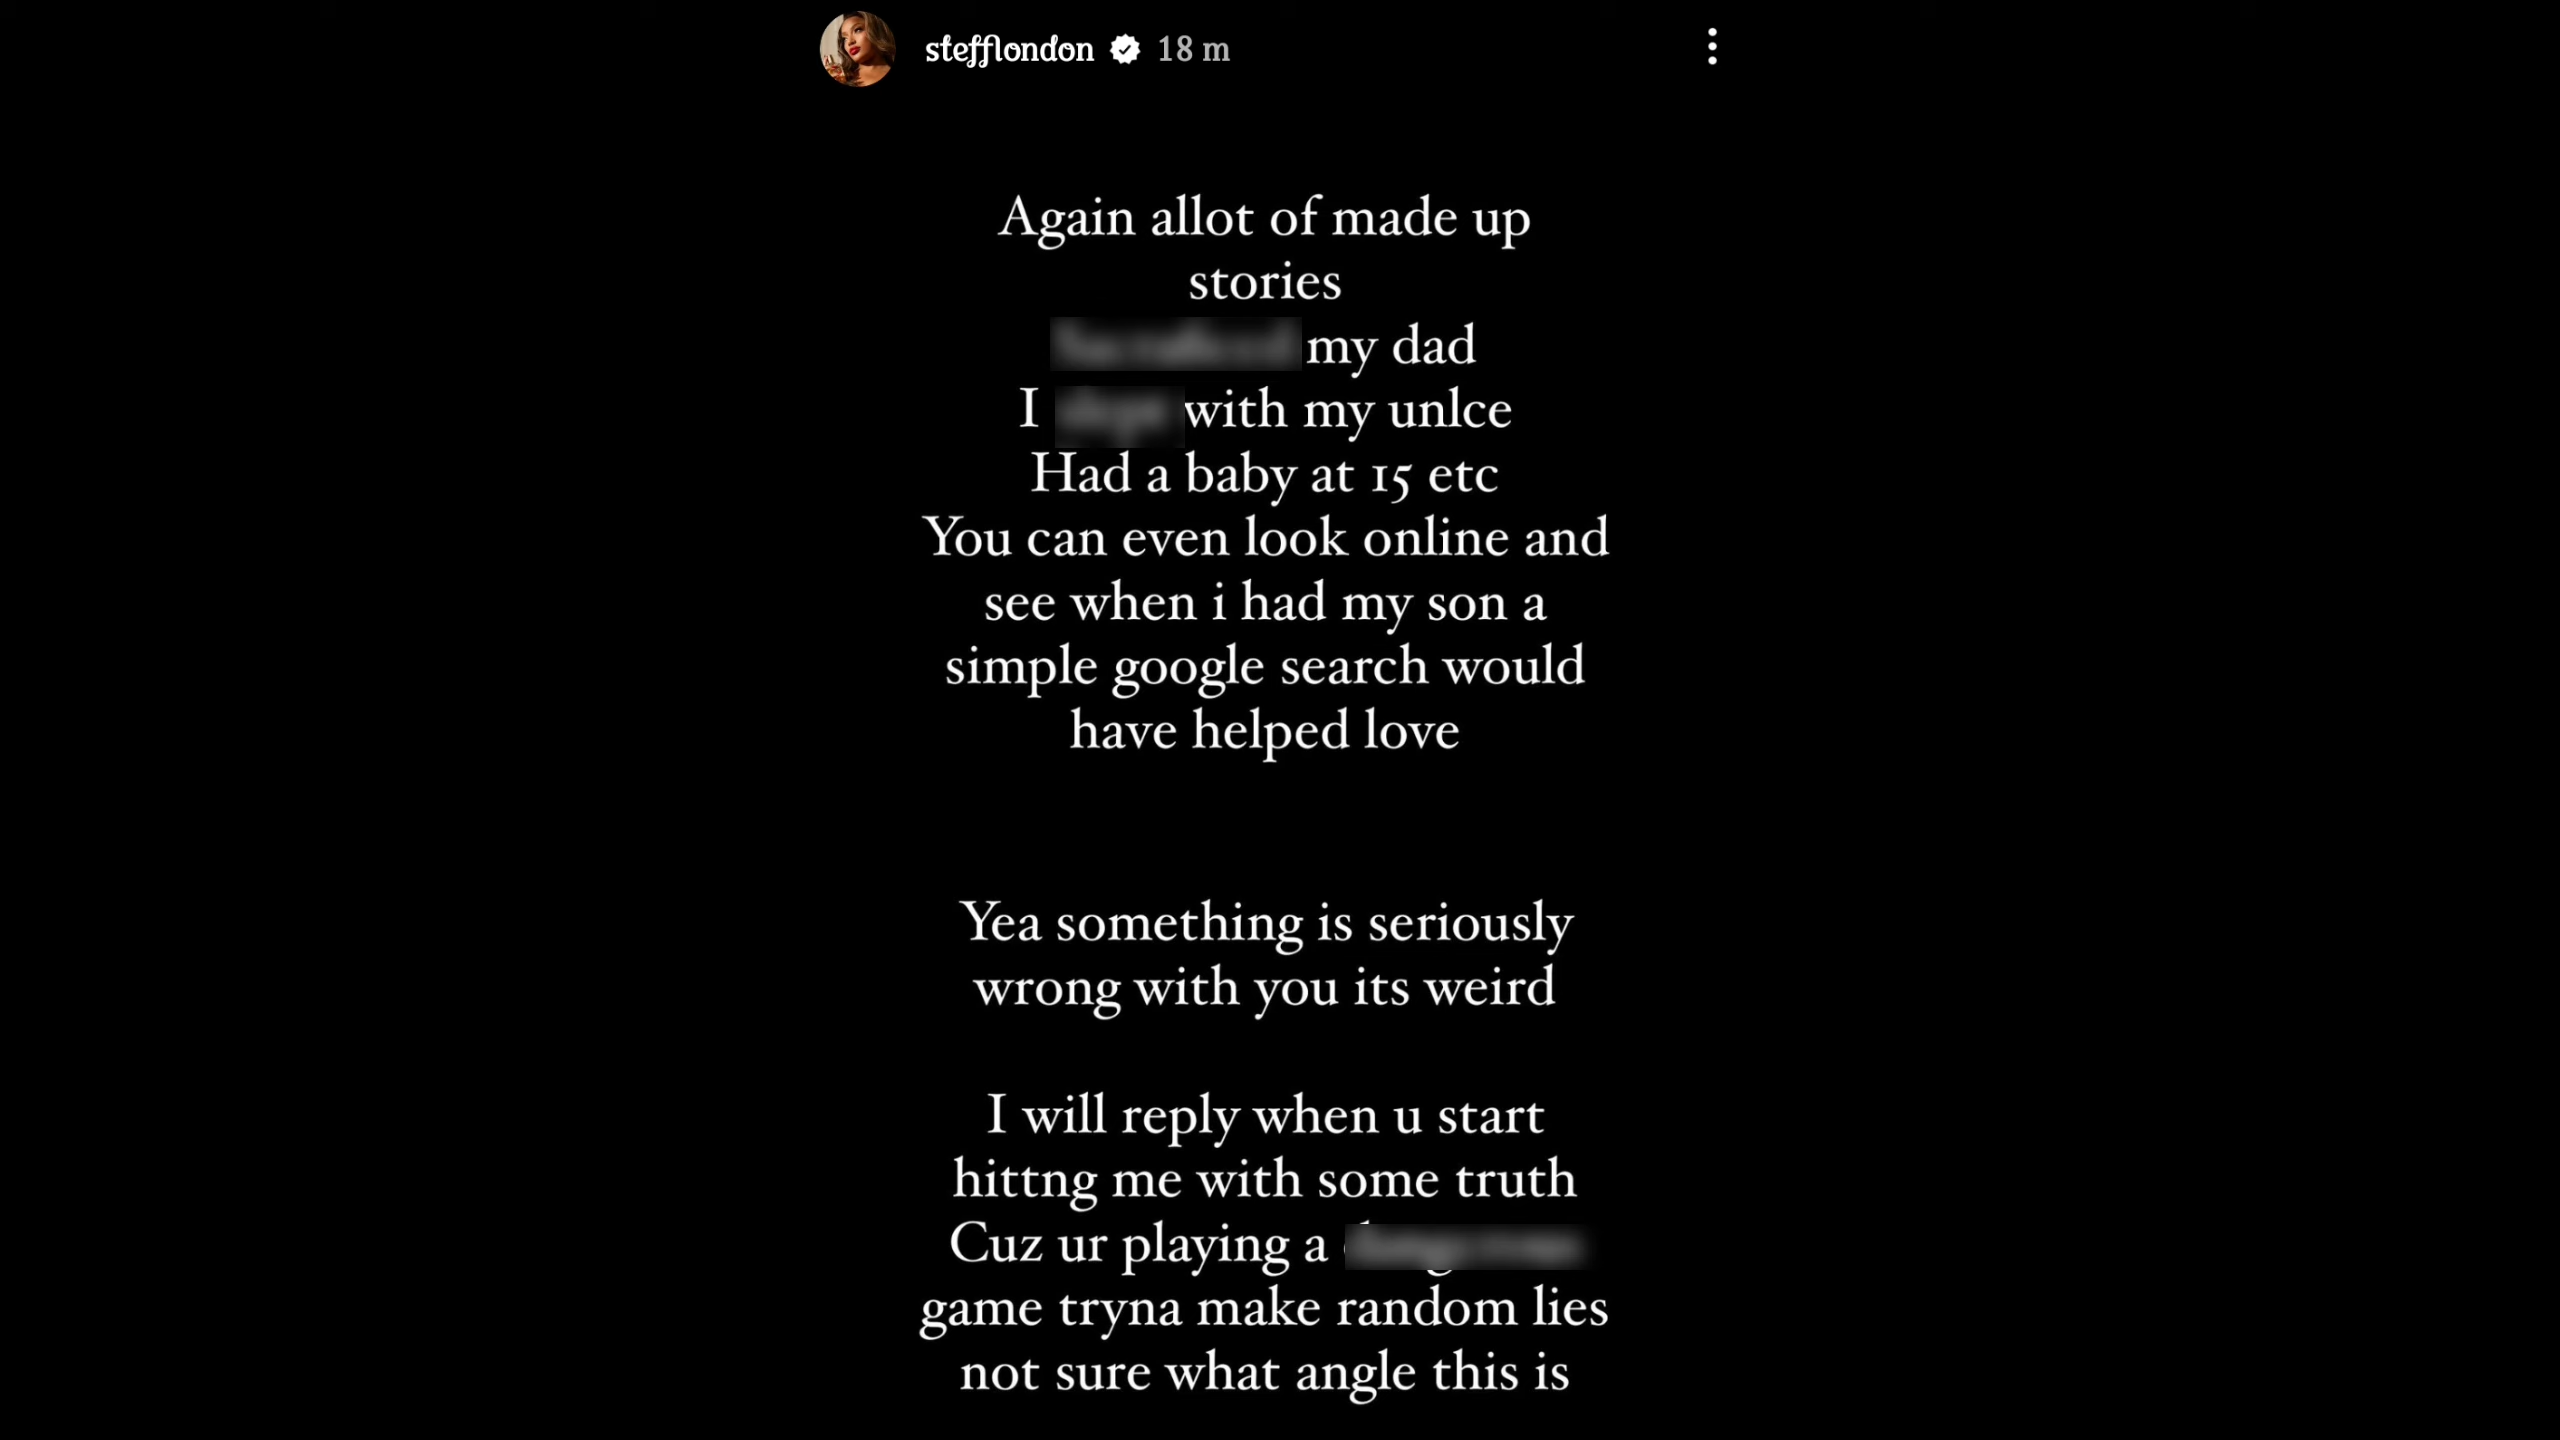 stefflondon 18 m
Again allot of made up
stories
my dad
I with my unlce
Had a baby at 15 etc
You can even look online and
see when i had my son a
simple google search would
have helped love
Yea something is seriously
wrong with you its weird
I will reply when u start
hittng me with some truth
Cuz ur playing a
game tryna make random lies
not sure what angle this is